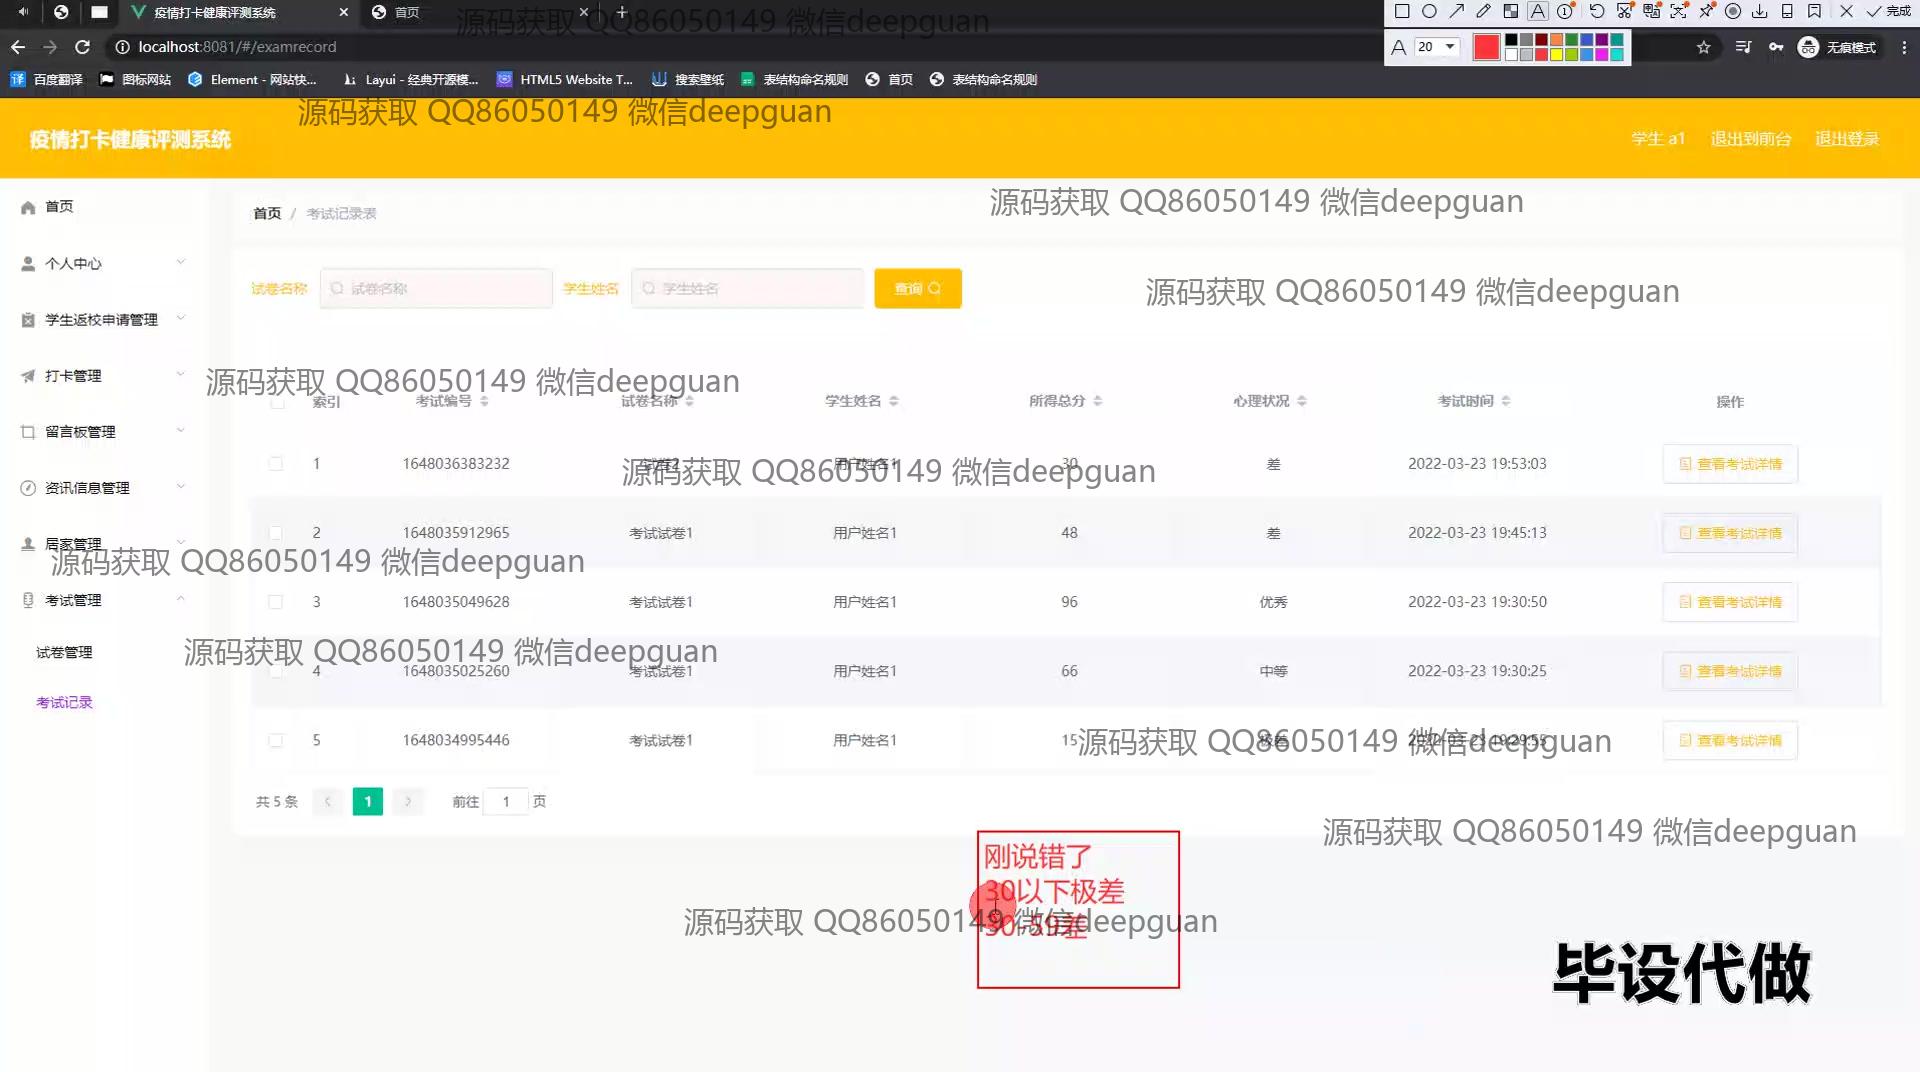 疫情打卡健康评测系统
首页
完成
localhost:8081/#/examrecord
A 20
无痕模式
百度翻译 图标网站 Element - 网站快... Layui - 经典开源模... HTML5 Website T... 搜索壁纸 表结构命名规则 首页 表结构命名规则
源码获取 QQ86050149 微信deepguan
源码获取 QQ86050149 微信deepguan
疫情打卡健康评测系统
学生 a1 退出到前台 退出登录
首页
个人中心
学生返校申请管理
打卡管理
留言板管理
资讯信息管理
居家管理
考试管理
试卷管理
考试记录
首页 / 考试记录表
源码获取 QQ86050149 微信deepguan
试卷名称 试卷名称 学生姓名 学生姓名 查询
源码获取 QQ86050149 微信deepguan
源码获取 QQ86050149 微信deepguan
索引 考试编号 试卷名称 学生姓名 所得总分 心理状况 考试时间 操作
1 1648036383232 试卷2 用户姓名1 30 差 2022-03-23 19:53:03 查看考试详情
源码获取 QQ86050149 微信deepguan
2 1648035912965 考试试卷1 用户姓名1 48 差 2022-03-23 19:45:13 查看考试详情
源码获取 QQ86050149 微信deepguan
3 1648035049628 考试试卷1 用户姓名1 96 优秀 2022-03-23 19:30:50 查看考试详情
源码获取 QQ86050149 微信deepguan
4 1648035025260 考试试卷1 用户姓名1 66 中等 2022-03-23 19:30:25 查看考试详情
5 1648034995446 考试试卷1 用户姓名1 15 极差 2022-03-23 19:29:55 查看考试详情
源码获取 QQ86050149 微信deepguan
共 5 条 1 前往 1 页
源码获取 QQ86050149 微信deepguan
刚说错了
30以下极差
30-59差
源码获取 QQ86050149 微信deepguan
毕设代做